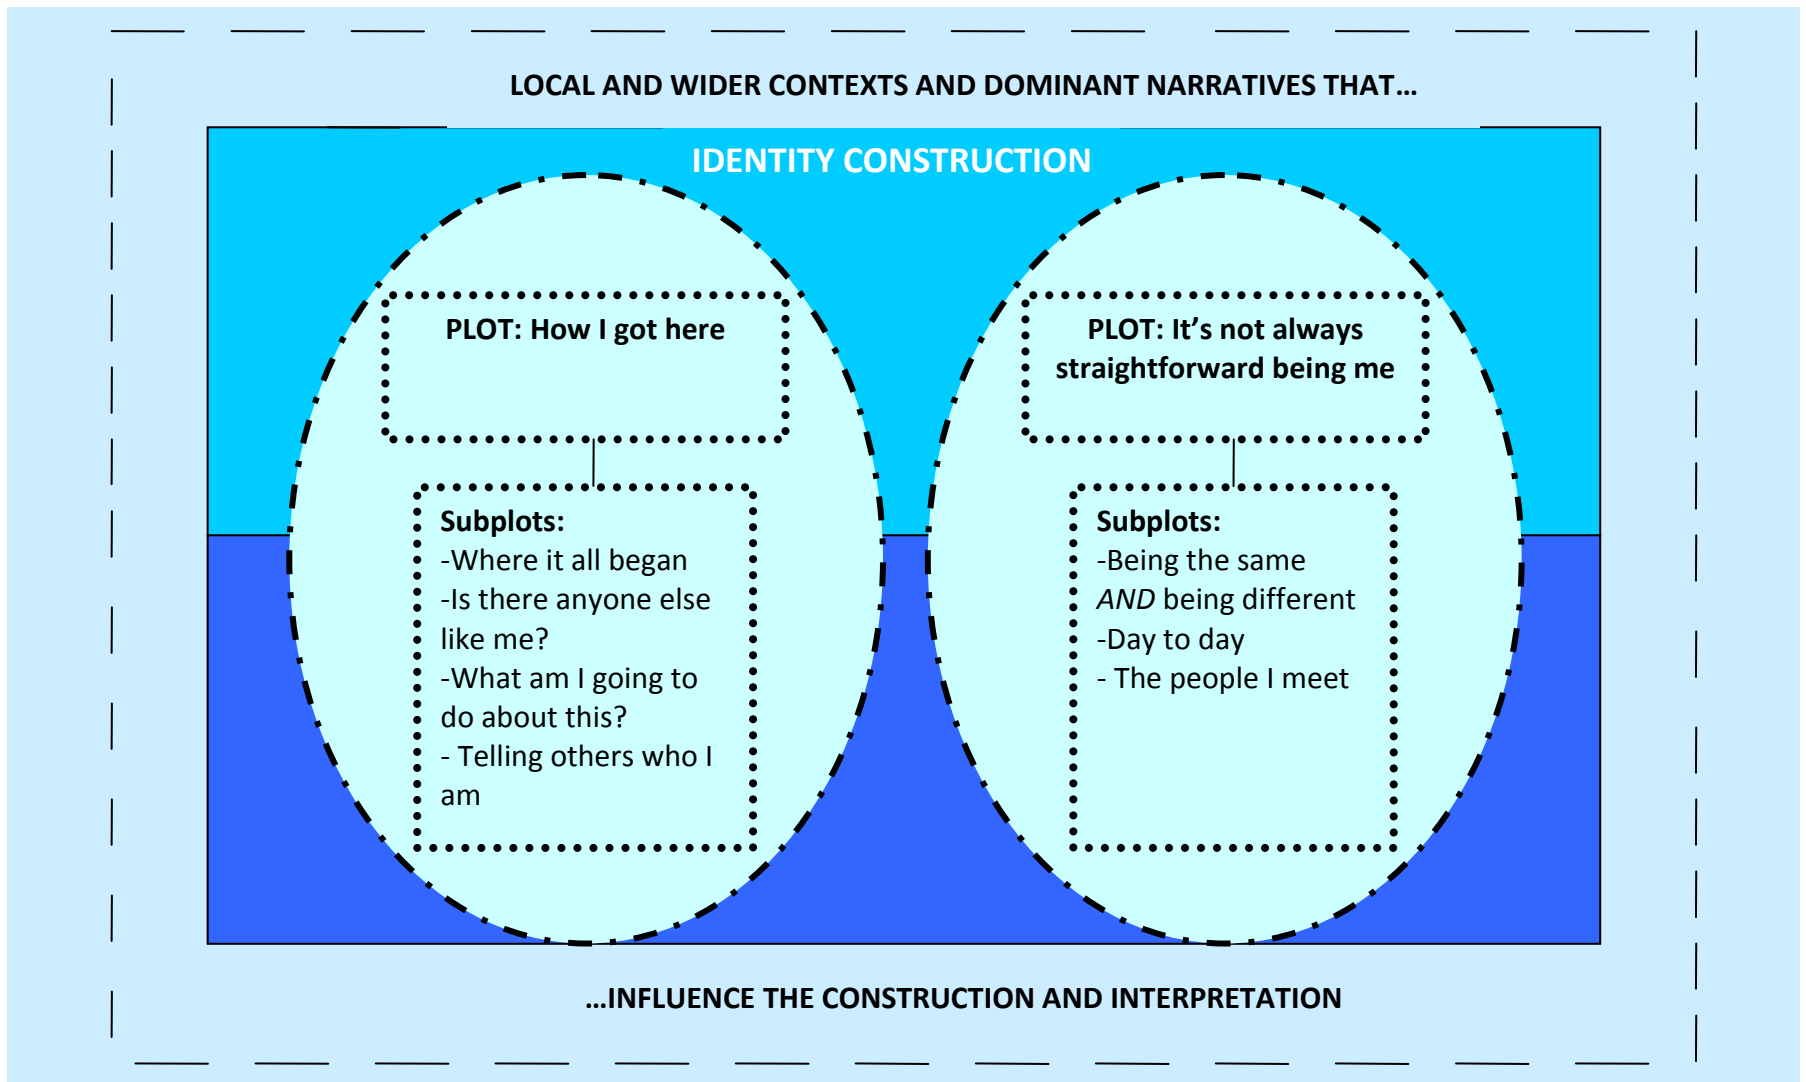 LOCAL AND WIDER CONTEXTS AND DOMINANT NARRATIVES THAT…
IDENTITY CONSTRUCTION
PLOT: How I got here
Subplots:
-Where it all began
-Is there anyone else
like me?
-What am I going to
do about this?
- Telling others who I
am
PLOT: It’s not always
straightforward being me
Subplots:
-Being the same
AND being different
-Day to day
- The people I meet
…INFLUENCE THE CONSTRUCTION AND INTERPRETATION